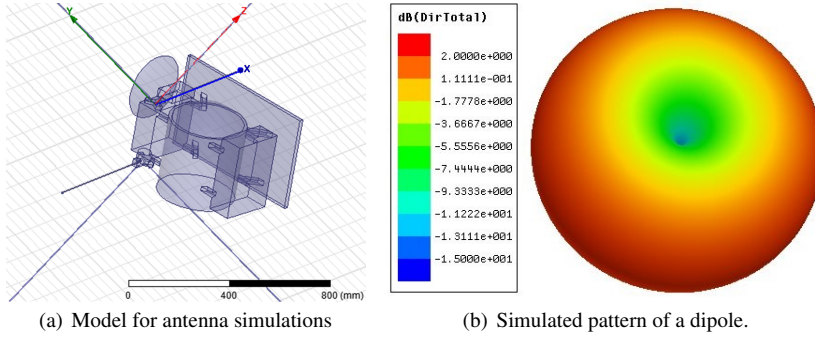 Y
Z
X
0
400
800 (mm)
(a) Model for antenna simulations
dB(DirTotal)
2.0000e+000
1.1111e-001
-1.7778e+000
-3.6667e+000
-5.5556e+000
-7.4444e+000
-9.3333e+000
-1.1222e+001
-1.3111e+001
-1.5000e+001
(b) Simulated pattern of a dipole.